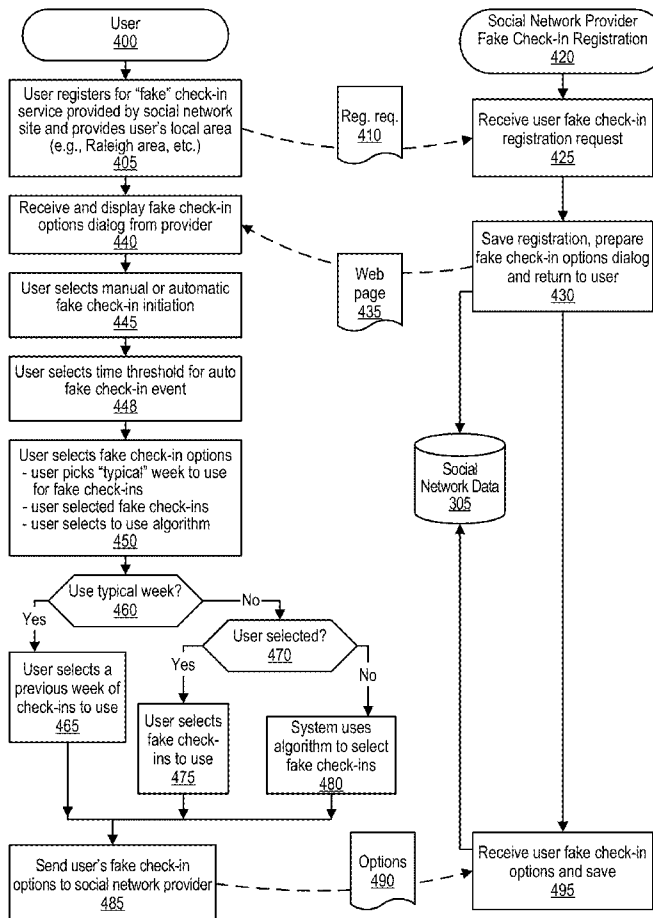 User
400
Social Network Provider
Fake Check-In Registration
420
User registers for “fake” check-in
service provided by social network
site and provides user’s local area
(e.g., Raleigh area, etc.)
405
Reg. req.
410
Receive user fake check-in
registration request
425
Receive and display fake check-in
options dialog from provider
440
Web
page
435
Save registration, prepare
fake check-in options dialog
and return to user
430
User selects manual or automatic
fake check-in initiation
445
User selects time threshold for auto
fake check-in event
448
User selects fake check-in options
- user picks “typical” week to use
for fake check-ins
- user selected fake check-ins
- user selects to use algorithm
450
Social
Network Data
305
Use typical week?
460
Yes
No
User selected?
470
Yes
No
User selects a
previous week of
check-ins to use
465
User selects
fake check-
ins to use
475
System uses
algorithm to select
fake check-ins
480
Send user’s fake check-in
options to social network provider
485
Options
490
Receive user fake check-in
options and save
495